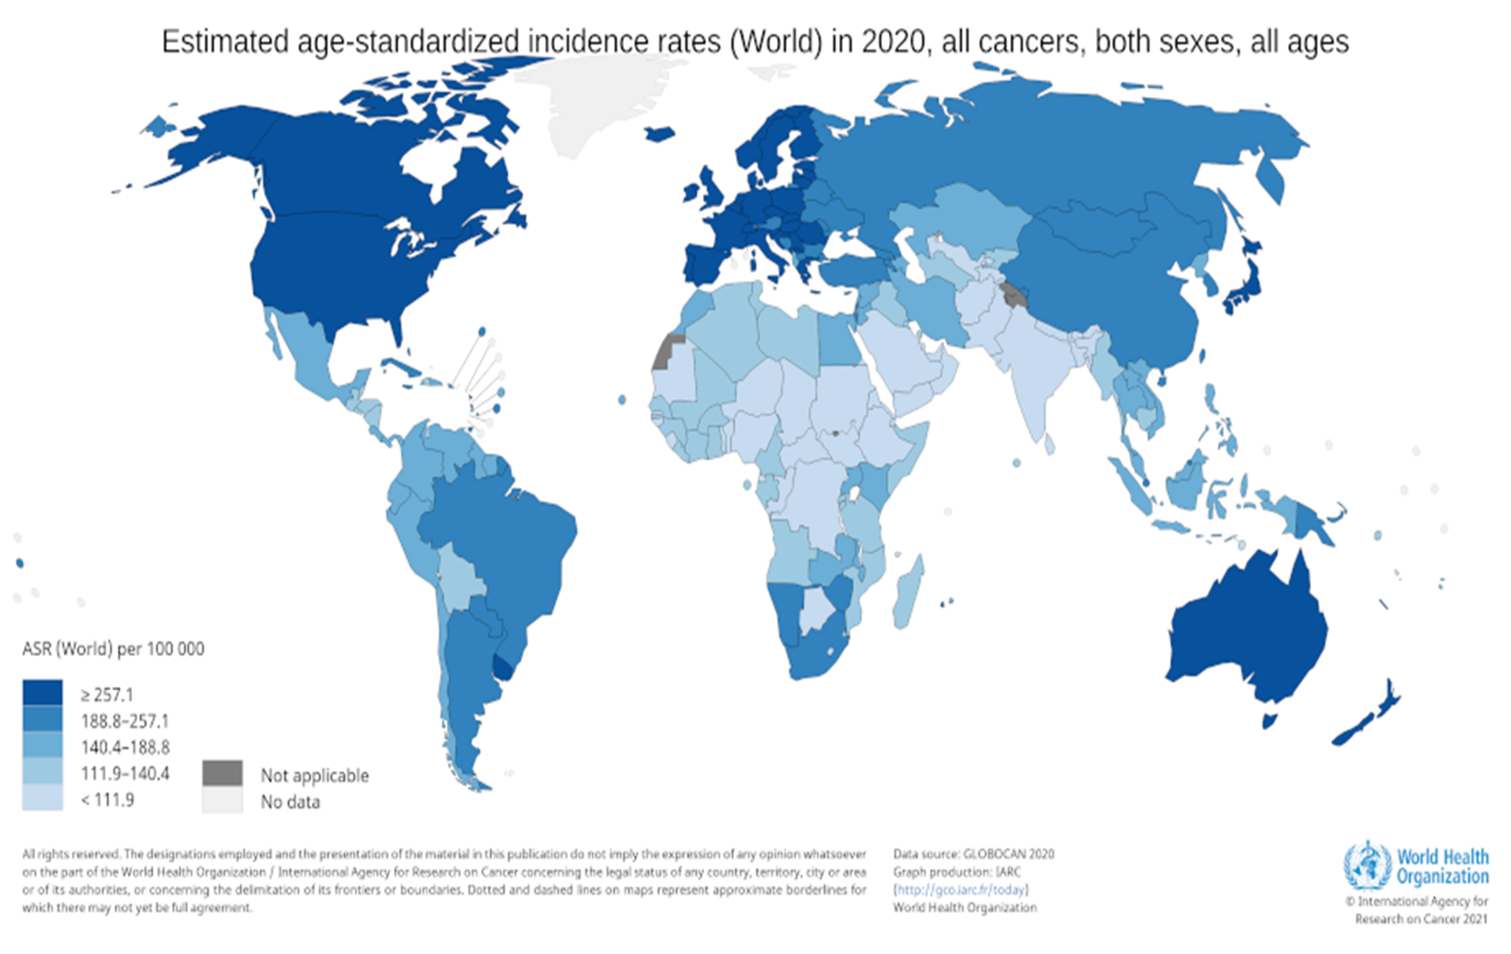 Estimated age-standardized incidence rates (World) in 2020, all cancers, both sexes, all ages
ASR (World) per 100 000
≥ 257.1
188.8–257.1
140.4–188.8
111.9–140.4
< 111.9
Not applicable
No data
All rights reserved. The designations employed and the presentation of the material in this publication do not imply the expression of any opinion whatsoever
on the part of the World Health Organization / International Agency for Research on Cancer concerning the legal status of any country, territory, city or area
or of its authorities, or concerning the delimitation of its frontiers or boundaries. Dotted and dashed lines on maps represent approximate borderlines for
which there may not yet be full agreement.
Data source: GLOBOCAN 2020
Graph production: IARC
(http://gco.iarc.fr/today)
World Health Organization
World Health
Organization
© International Agency for
Research on Cancer 2021